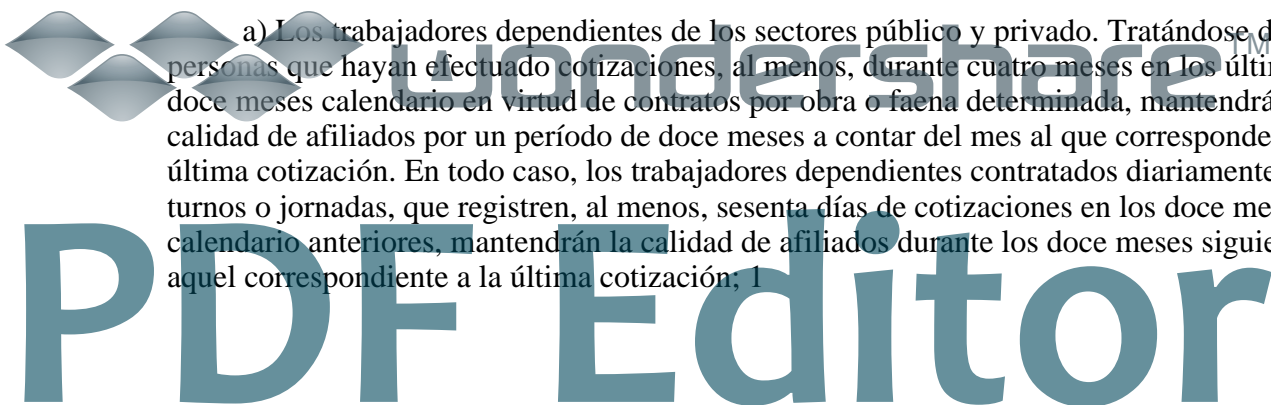 a) Los trabajadores dependientes de los sectores público y privado. Tratándose d
personas que hayan efectuado cotizaciones, al menos, durante cuatro meses en los últi
doce meses calendario en virtud de contratos por obra o faena determinada, mantendrá
calidad de afiliados por un período de doce meses a contar del mes al que corresponde
última cotización. En todo caso, los trabajadores dependientes contratados diariamente
turnos o jornadas, que registren, al menos, sesenta días de cotizaciones en los doce me
calendario anteriores, mantendrán la calidad de afiliados durante los doce meses siguie
aquel correspondiente a la última cotización; 1
wondershare™
PDF Editor